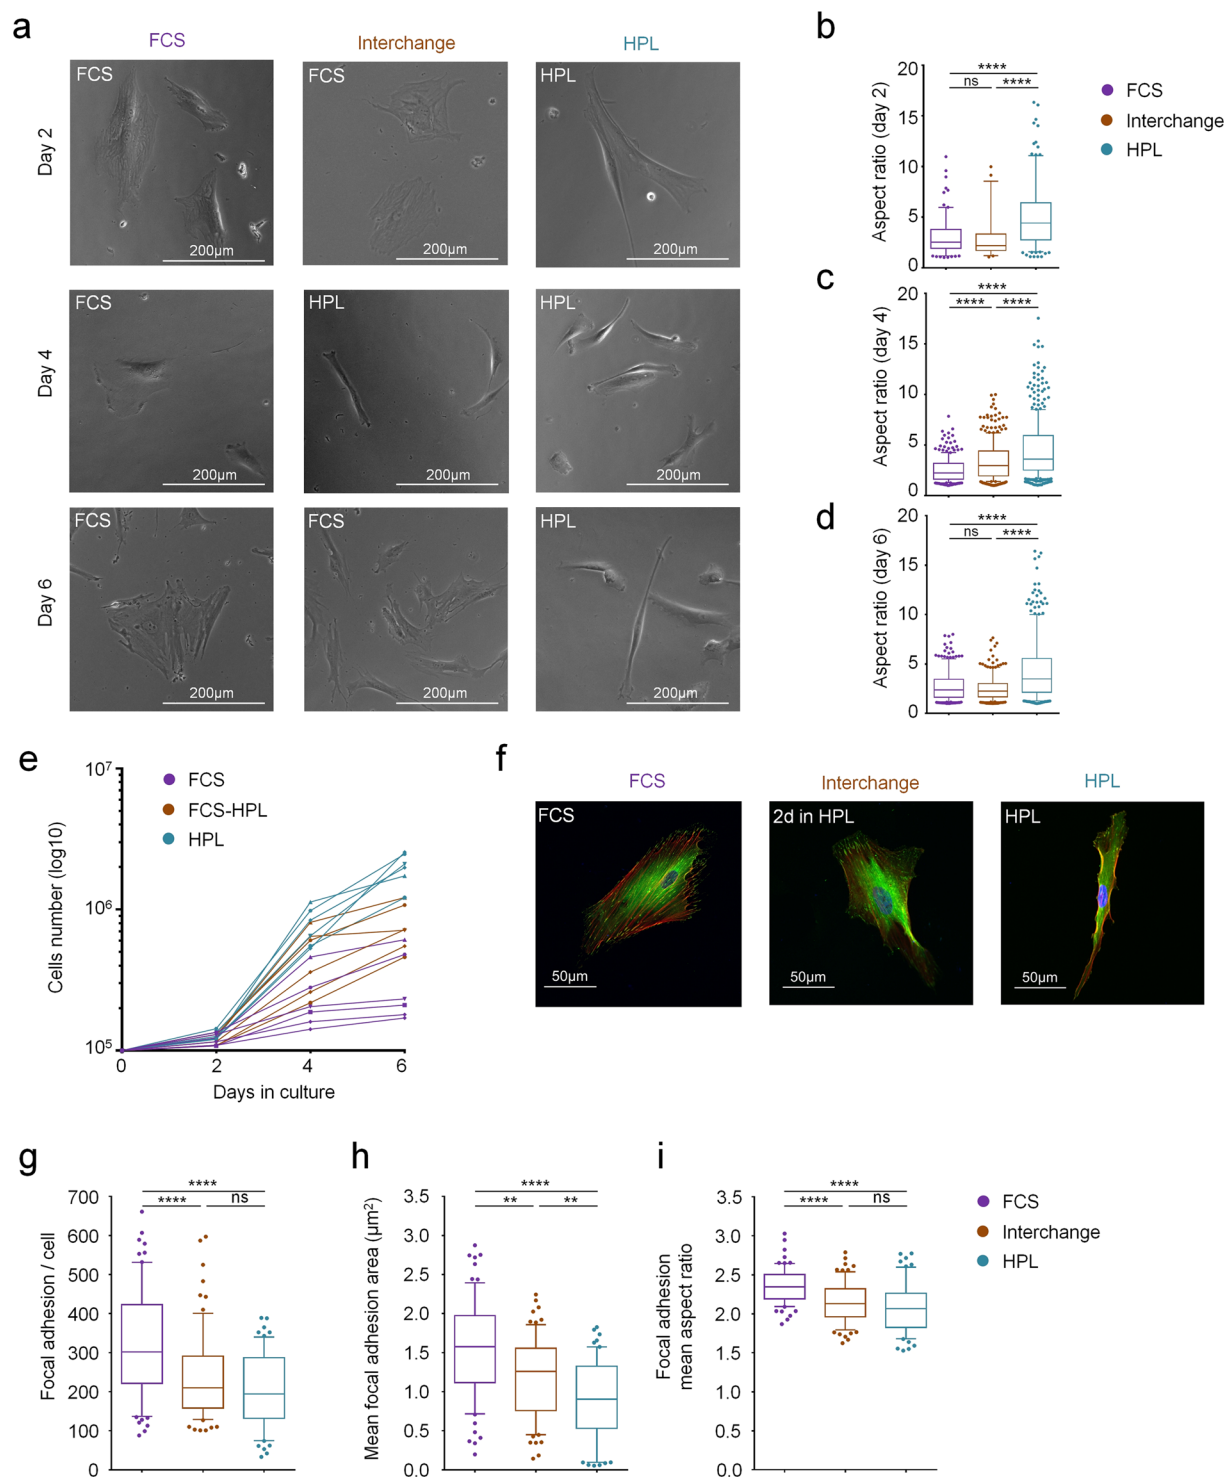 a
FCS
Interchange
HPL
Day 2
FCS
200µm
FCS
200µm
HPL
200µm
Day 4
FCS
200µm
HPL
200µm
HPL
200µm
Day 6
FCS
200µm
FCS
200µm
HPL
200µm
b
Aspect ratio (day 2)
20
15
10
5
0
****
ns
****
FCS
Interchange
HPL
c
Aspect ratio (day 4)
20
15
10
5
0
****
****
****
d
Aspect ratio (day 6)
20
15
10
5
0
****
ns
****
e
Cells number (log10)
10⁷
10⁶
10⁵
FCS
FCS-HPL
HPL
0
2
4
6
Days in culture
f
FCS
Interchange
HPL
FCS
50µm
2d in HPL
50µm
HPL
50µm
g
Focal adhesion / cell
700
600
500
400
300
200
100
0
****
****
ns
h
Mean focal adhesion area (µm²)
3.5
3.0
2.5
2.0
1.5
1.0
0.5
0.0
****
**
**
i
Focal adhesion
mean aspect ratio
3.5
3.0
2.5
2.0
1.5
1.0
0.5
0.0
****
****
ns
FCS
Interchange
HPL